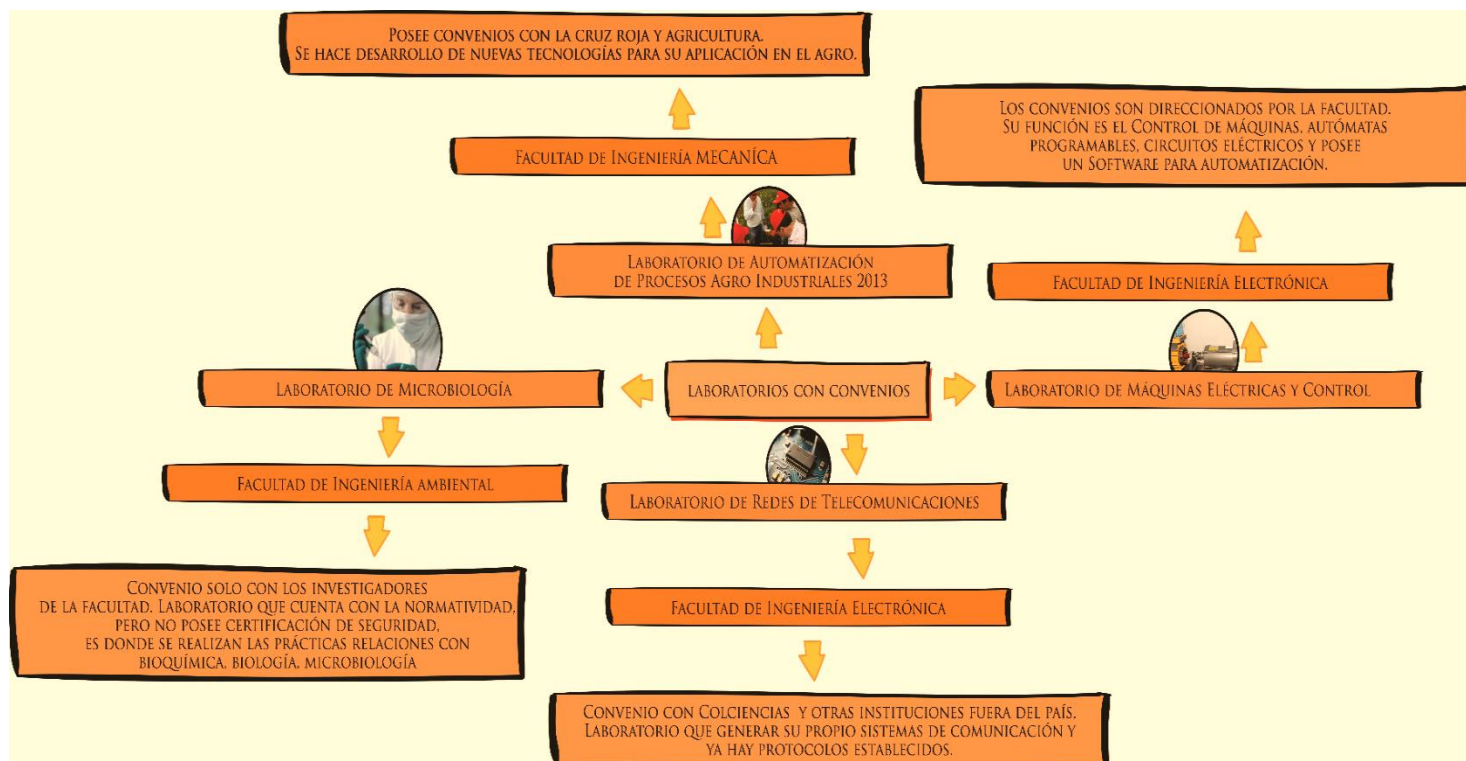 POSEE CONVENIOS CON LA CRUZ ROJA Y AGRICULTURA.
SE HACE DESARROLLO DE NUEVAS TECNOLOGÍAS PARA SU APLICACIÓN EN EL AGRO.
LOS CONVENIOS SON DIRECCIONADOS POR LA FACULTAD.
SU FUNCIÓN ES EL CONTROL DE MÁQUINAS, AUTÓMATAS
PROGRAMABLES, CIRCUITOS ELÉCTRICOS Y POSEE
UN SOFTWARE PARA AUTOMATIZACIÓN.
FACULTAD DE INGENIERÍA MECANÍCA
LABORATORIO DE AUTOMATIZACIÓN
DE PROCESOS AGRO INDUSTRIALES 2013
FACULTAD DE INGENIERÍA ELECTRÓNICA
LABORATORIO DE MICROBIOLOGÍA
LABORATORIOS CON CONVENIOS
LABORATORIO DE MÁQUINAS ELÉCTRICAS Y CONTROL
FACULTAD DE INGENIERÍA AMBIENTAL
LABORATORIO DE REDES DE TELECOMUNICACIONES
CONVENIO SOLO CON LOS INVESTIGADORES
DE LA FACULTAD. LABORATORIO QUE CUENTA CON LA NORMATIVIDAD,
PERO NO POSEE CERTIFICACIÓN DE SEGURIDAD,
ES DONDE SE REALIZAN LAS PRÁCTICAS RELACIONES CON
BIOQUÍMICA, BIOLOGÍA, MICROBIOLOGÍA
FACULTAD DE INGENIERÍA ELECTRÓNICA
CONVENIO CON COLCIENCIAS Y OTRAS INSTITUCIONES FUERA DEL PAÍS.
LABORATORIO QUE GENERAR SU PROPIO SISTEMAS DE COMUNICACIÓN Y
YA HAY PROTOCOLOS ESTABLECIDOS.